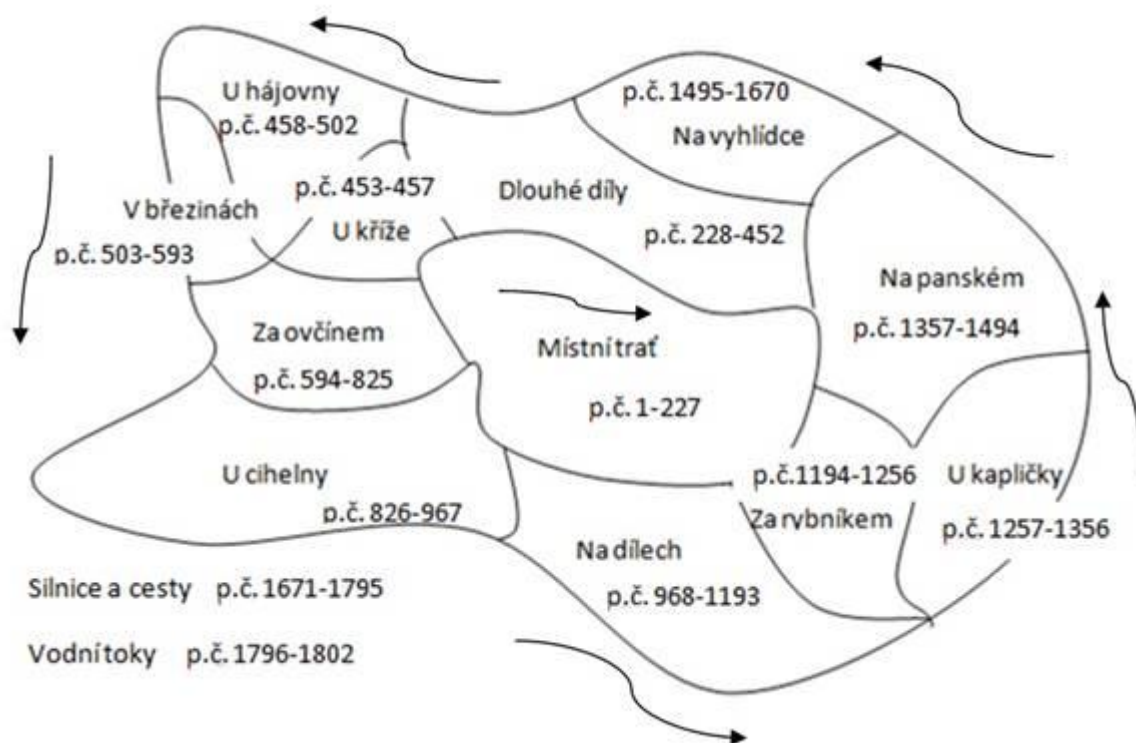 U hájovny
p.č. 458-502
p.č. 1495-1670
Na vyhlídce
p.č. 453-457
U kříže
Dlouhé díly
p.č. 228-452
V březinách
p.č. 503-593
Na panském
p.č. 1357-1494
Za ovčínem
p.č. 594-825
Místní trať
p.č. 1-227
U cihelny
p.č. 826-967
p.č.1194-1256
Za rybníkem
U kapličky
p.č. 1257-1356
Na dílech
p.č. 968-1193
Silnice a cesty p.č. 1671-1795
Vodní toky p.č. 1796-1802